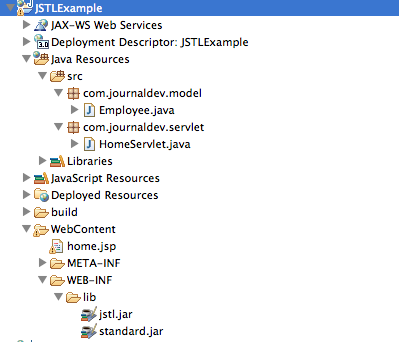 JSTLExample
JAX-WS Web Services
Deployment Descriptor: JSTLExample
Java Resources
src
com.journaldev.model
Employee.java
com.journaldev.servlet
HomeServlet.java
Libraries
JavaScript Resources
Deployed Resources
build
WebContent
home.jsp
META-INF
WEB-INF
lib
jstl.jar
standard.jar